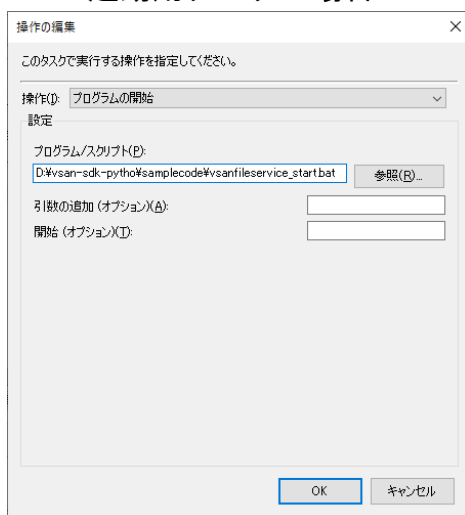 操作の編集
このタスクで実行する操作を指定してください。
操作(I): プログラムの開始
設定
プログラム/スクリプト(P):
D:¥vsan-sdk-pytho¥samplecode¥vsanfileservice_start.bat 参照(R)...
引数の追加 (オプション)(A):
開始 (オプション)(T):
OK キャンセル